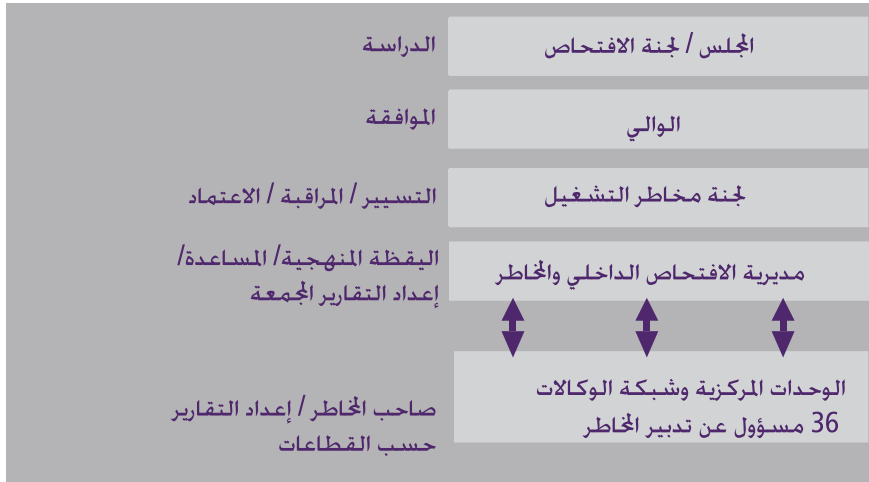 المجلس / لجنة الافتحاص
الدراسة
الوالي
الموافقة
لجنة مخاطر التشغيل
التسيير / المراقبة / الاعتماد
مديرية الافتحاص الداخلي والمخاطر
اليقظة المنهجية/ المساعدة/
إعداد التقارير المجمعة
الوحدات المركزية وشبكة الوكالات
36 مسؤول عن تدبير المخاطر
صاحب المخاطر / إعداد التقارير
حسب القطاعات